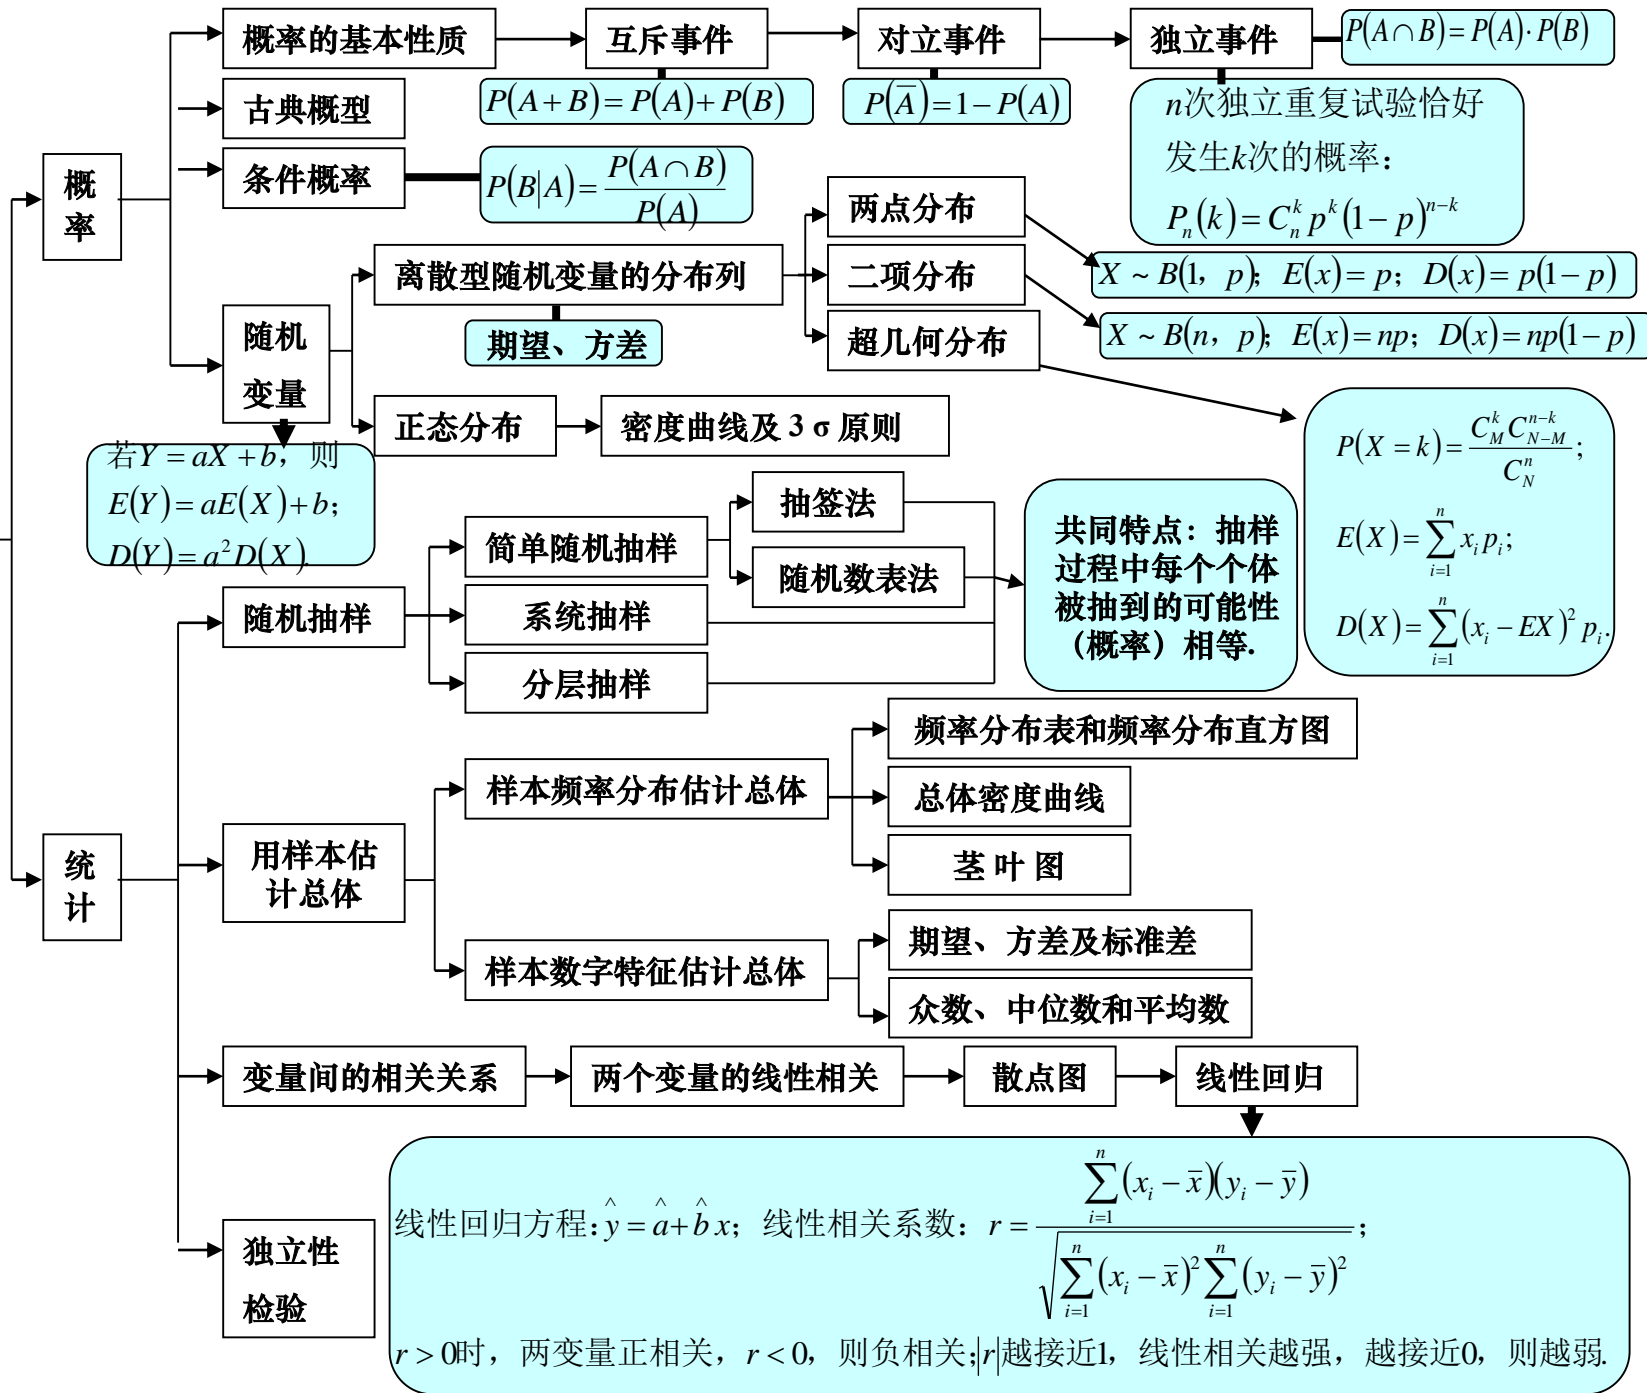 概率的基本性质
互斥事件
对立事件
独立事件
P(A∩B)=P(A)·P(B)
P(A+B)=P(A)+P(B)
P(A̅)=1−P(A)
n次独立重复试验恰好
发生k次的概率：
P_n(k)=C_n^k p^k(1−p)^{n−k}
古典概型
条件概率
P(B|A)=P(A∩B)/P(A)
概
率
两点分布
X~B(1，p)；E(x)=p；D(x)=p(1−p)
离散型随机变量的分布列
二项分布
X~B(n，p)；E(x)=np；D(x)=np(1−p)
期望、方差
超几何分布
随机
变量
P(X=k)=C_M^k C_{N−M}^{n−k}/C_N^n;
E(X)=∑_{i=1}^{n} x_i p_i;
D(X)=∑_{i=1}^{n}(x_i−EX)^2 p_i.
正态分布
密度曲线及 3 σ 原则
若Y=aX+b，则
E(Y)=aE(X)+b；
D(Y)=a^2D(X).
随机抽样
简单随机抽样
抽签法
随机数表法
系统抽样
分层抽样
共同特点：抽样
过程中每个个体
被抽到的可能性
（概率）相等.
统
计
用样本估
计总体
样本频率分布估计总体
频率分布表和频率分布直方图
总体密度曲线
茎 叶 图
样本数字特征估计总体
期望、方差及标准差
众数、中位数和平均数
变量间的相关关系
两个变量的线性相关
散点图
线性回归
独立性
检验
线性回归方程：ŷ=â+b̂x；线性相关系数：r=∑_{i=1}^{n}(x_i−x̅)(y_i−y̅)/√(∑_{i=1}^{n}(x_i−x̅)^2∑_{i=1}^{n}(y_i−y̅)^2)；
r>0时，两变量正相关，r<0，则负相关;|r|越接近1，线性相关越强，越接近0，则越弱.